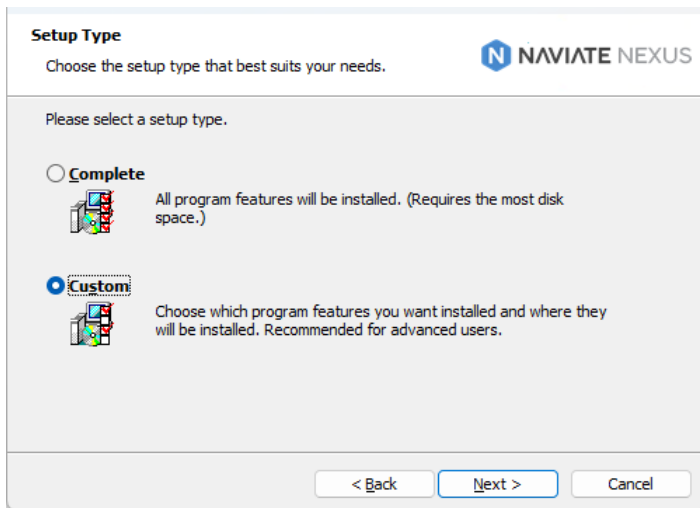 Setup Type
Choose the setup type that best suits your needs.
N NAVIATE NEXUS
Please select a setup type.
Complete
All program features will be installed. (Requires the most disk
space.)
Custom
Choose which program features you want installed and where they
will be installed. Recommended for advanced users.
< Back
Next >
Cancel